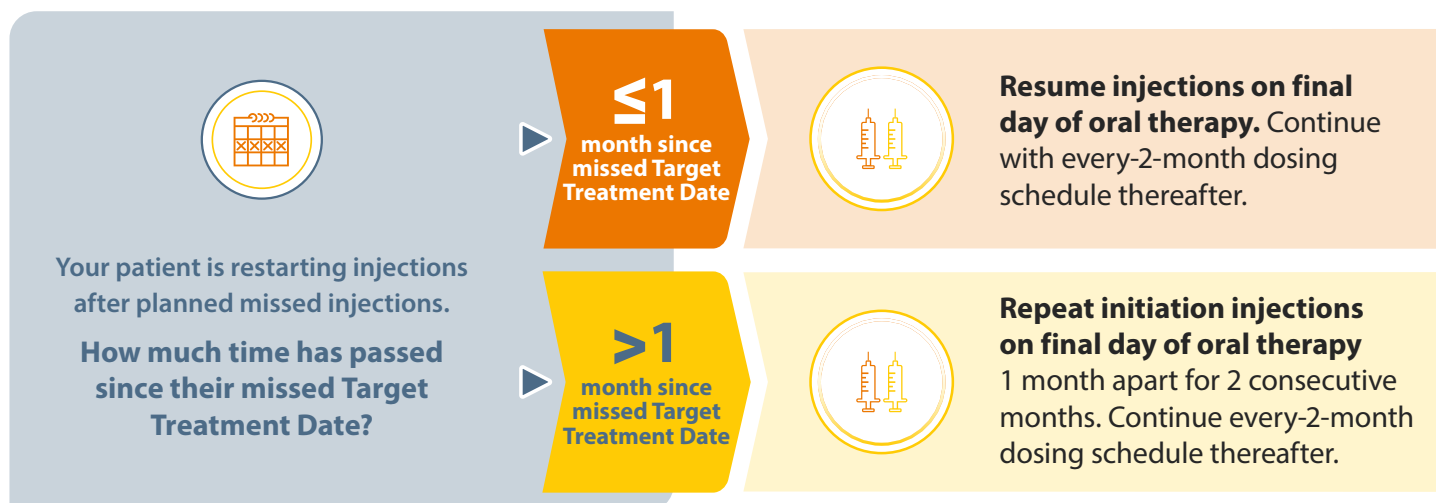 Your patient is restarting injections
after planned missed injections.
How much time has passed
since their missed Target
Treatment Date?
≤1
month since
missed Target
Treatment Date
Resume injections on final
day of oral therapy. Continue
with every-2-month dosing
schedule thereafter.
>1
month since
missed Target
Treatment Date
Repeat initiation injections
on final day of oral therapy
1 month apart for 2 consecutive
months. Continue every-2-month
dosing schedule thereafter.